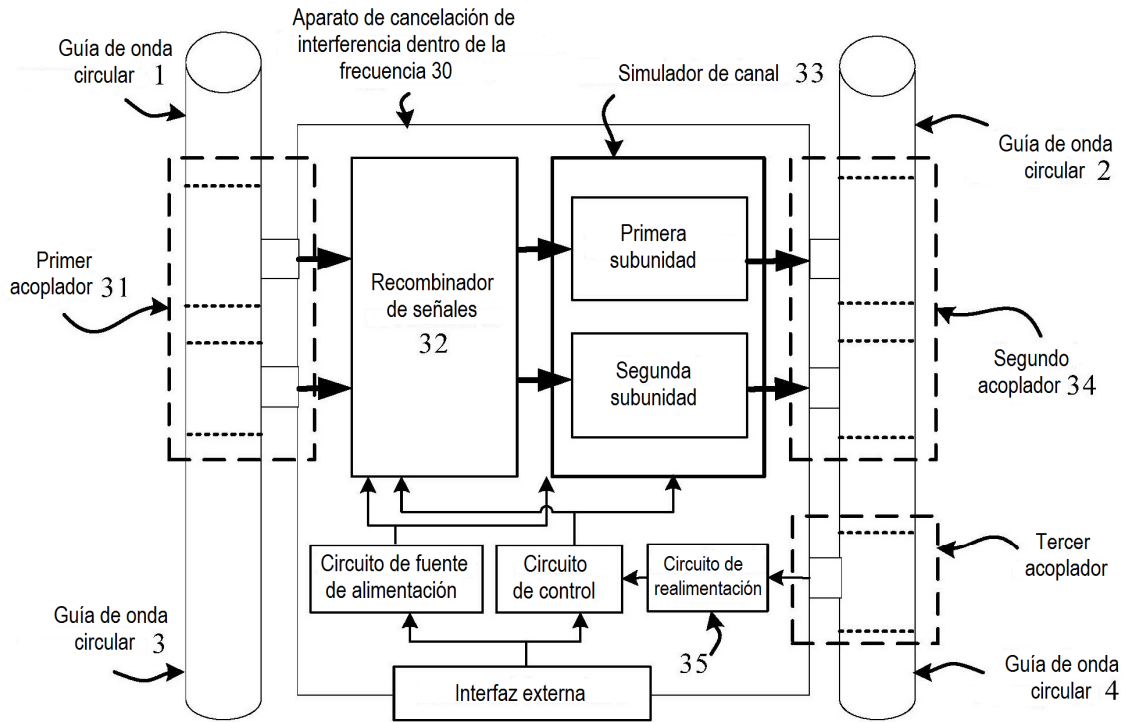 Aparato de cancelación de
interferencia dentro de la
frecuencia 30
Guía de onda
circular 1
Simulador de canal 33
Guía de onda
circular 2
Primer
acoplador 31
Recombinador
de señales
32
Primera
subunidad
Segunda
subunidad
Segundo
acoplador 34
Circuito de fuente
de alimentación
Circuito
de control
Circuito de
realimentación
Tercer
acoplador
Guía de onda
circular 3
35
Interfaz externa
Guía de onda
circular 4